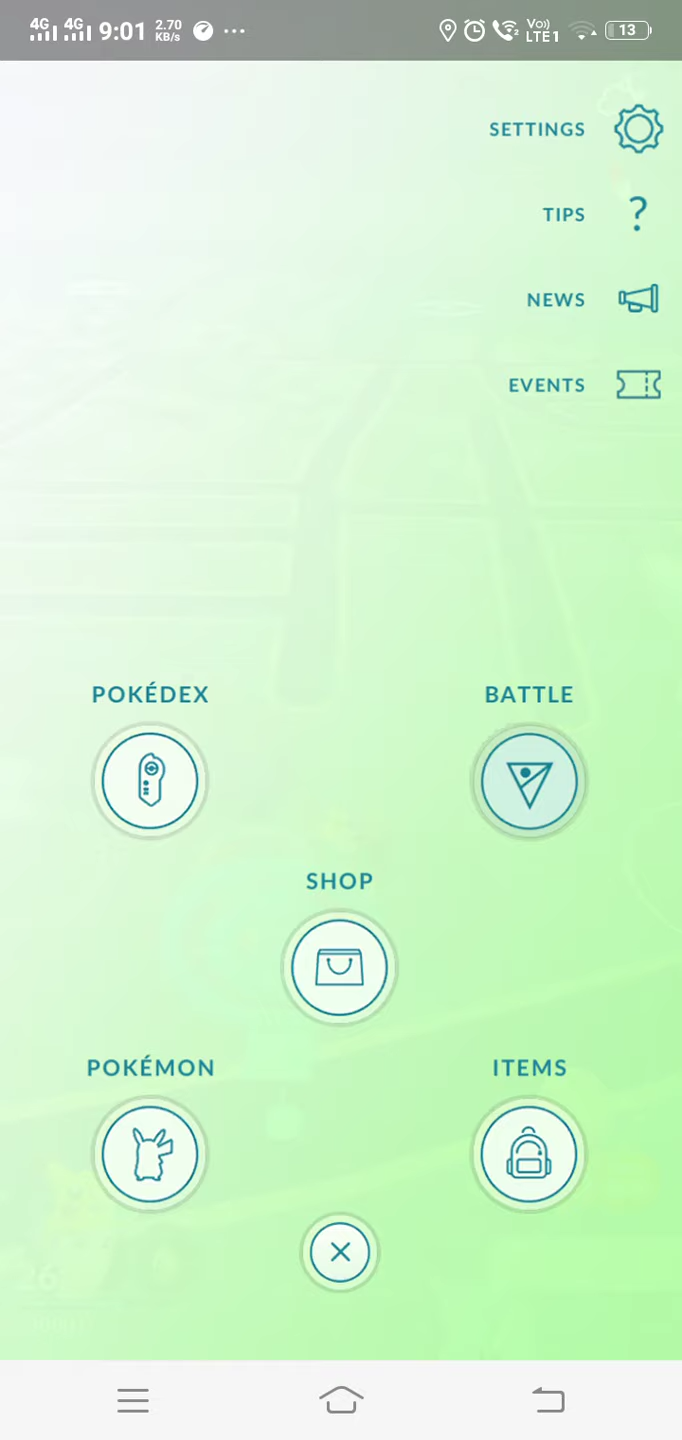 4G 4G 9:01 2.70 KB/s ... Vo)) LTE1 13
SETTINGS
TIPS ?
NEWS
EVENTS
POKÉDEX BATTLE
SHOP
POKÉMON ITEMS
26